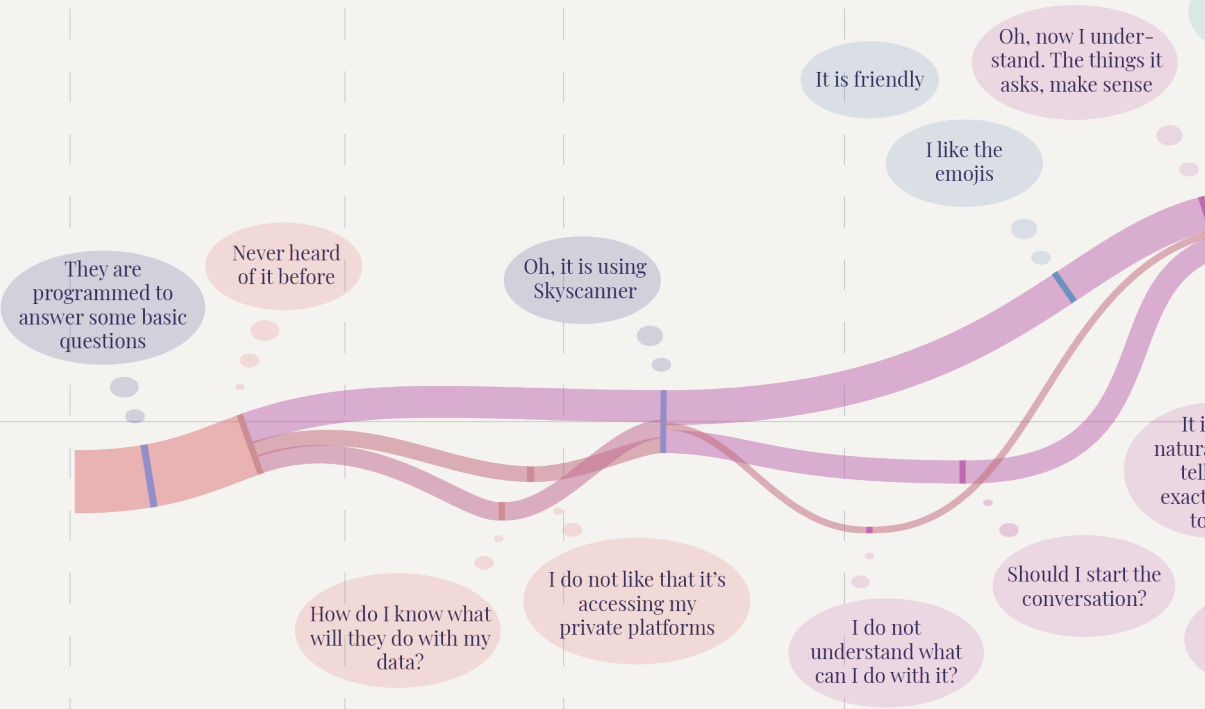 They are
programmed to
answer some basic
questions
Never heard
of it before
Oh, it is using
Skyscanner
It is friendly
I like the
emojis
Oh, now I under-
stand. The things it
asks, make sense
How do I know what
will they do with my
data?
I do not like that it's
accessing my
private platforms
I do not
understand what
can I do with it?
Should I start the
conversation?
It
tell
to